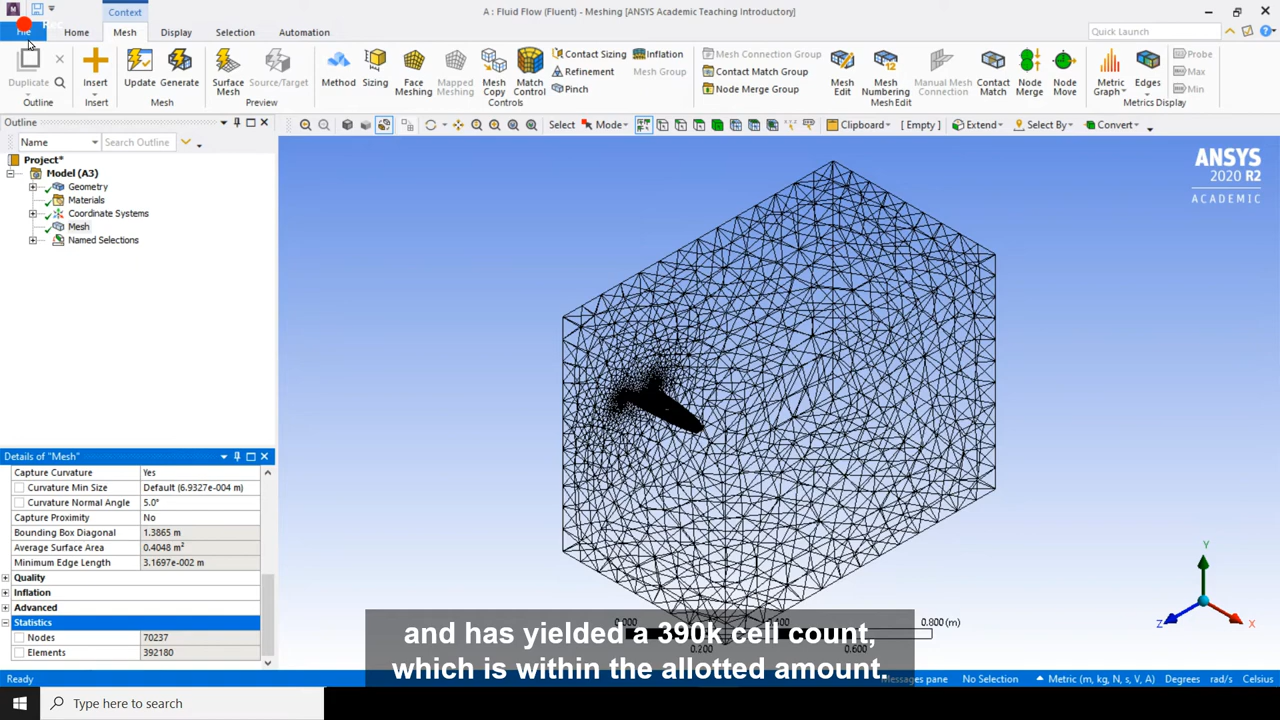 A : Fluid Flow (Fluent) - Meshing [ANSYS Academic Teaching Introductory]
File Home Mesh Display Selection Automation
Context
Rec
Quick Launch
Duplicate
Outline
Insert
Insert
Update Generate
Mesh
Surface Mesh
Source/Target
Preview
Method Sizing Face Meshing Mapped Meshing Mesh Copy Match Control
Contact Sizing
Refinement
Pinch
Inflation
Mesh Group
Controls
Mesh Connection Group
Contact Match Group
Node Merge Group
Mesh Edit Mesh Numbering Manual Mesh Connection Contact Match Node Merge Node Move
Mesh Edit
Metric Graph Edges
Probe
Max
Min
Metrics Display
Outline
Name Search Outline
Select Mode Clipboard [ Empty ] Extend Select By Convert
Project*
Model (A3)
Geometry
Materials
Coordinate Systems
Mesh
Named Selections
ANSYS
2020 R2
ACADEMIC
Details of "Mesh"
Capture Curvature Yes
Curvature Min Size Default (6.9327e-004 m)
Curvature Normal Angle 5.0°
Capture Proximity No
Bounding Box Diagonal 1.3865 m
Average Surface Area 0.4048 m²
Minimum Edge Length 3.1697e-002 m
Quality
Inflation
Advanced
Statistics
Nodes 70237
Elements 392180
Y
Z
X
0.000 0.800 (m)
0.200 0.600
and has yielded a 390k cell count,
which is within the allotted amount.
Ready
Messages pane No Selection Metric (m, kg, N, s, V, A) Degrees rad/s Celsius
Type here to search